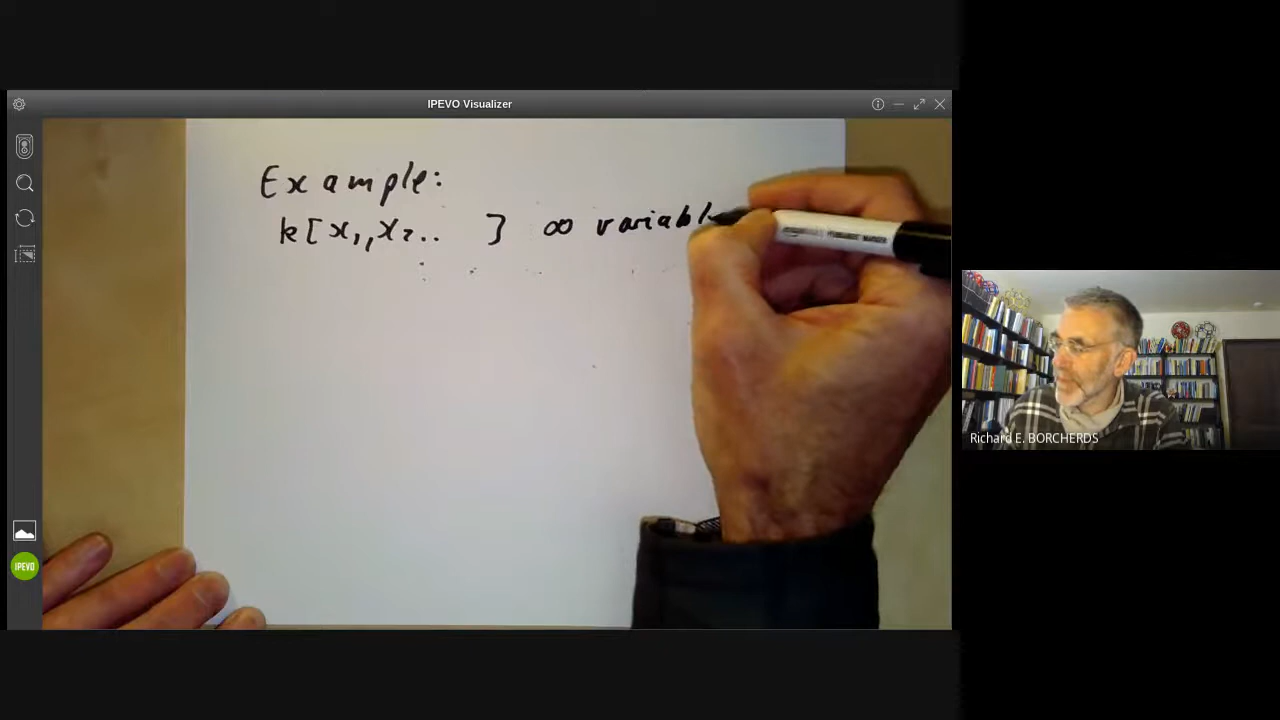 IPEVO Visualizer
Example:
k[x₁,x₂.. ] ∞ variabl
Richard E. BORCHERDS
IPEVO